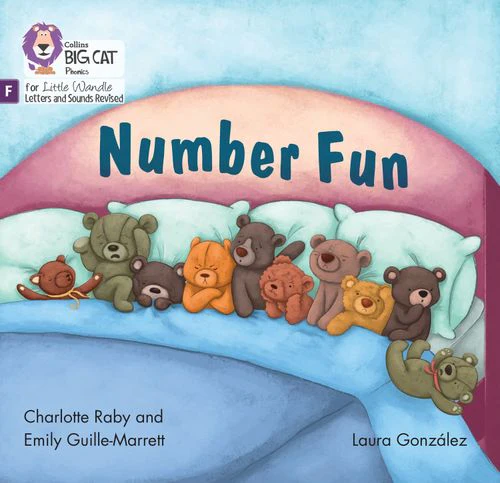 Collins
BIG CAT
Phonics
F
for Little Wandle
Letters and Sounds Revised
Number Fun
Charlotte Raby and
Emily Guille-Marrett
Laura González